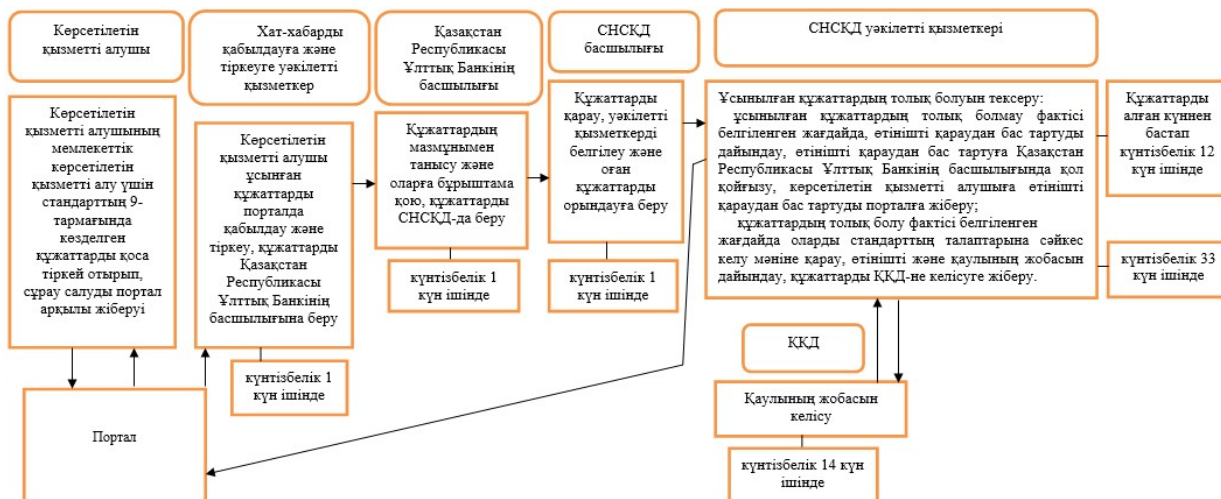 Көрсетілетін
қызметті алушы
Хат-хабарды
қабылдауға және
тіркеуге уәкілетті
қызметкер
Қазақстан
Республикасы
Ұлттық Банкінің
басшылығы
СНСҚД
басшылығы
СНСҚД уәкілетті қызметкері
Көрсетілетін
қызметті алушының
мемлекеттік
көрсетілетін
қызметті алу үшін
стандарттың 9-
тармағында
көзделген
құжаттарды қоса
тіркей отырып,
сұрау салуды портал
арқылы жіберуі
Көрсетілетін
қызметті алушы
ұсынған
құжаттарды
порталда
қабылдау және
тіркеу, құжаттарды
Қазақстан
Республикасы
Ұлттық Банкінің
басшылығына беру
Құжаттардың
мазмұнымен
танысу және
оларға бұрыштама
қою, құжаттарды
СНСҚД-да беру
Құжаттарды
қарау, уәкілетті
қызметкерді
белгілеу және
оған
құжаттарды
орындауға беру
Ұсынылған құжаттардың толық болуын тексеру:
ұсынылған құжаттардың толық болмау фактісі
белгіленген жағдайда, өтінішті қараудан бас тартуды
дайындау, өтінішті қараудан бас тартуға Қазақстан
Республикасы Ұлттық Банкінің басшылығында қол
қойғызу, көрсетілетін қызметті алушыға өтінішті
қараудан бас тартуды порталға жіберу;
құжаттардың толық болу фактісі белгіленген
жағдайда оларды стандарттың талаптарына сәйкес
келу мәніне қарау, өтінішті және қаулының жобасын
дайындау, құжаттарды ҚҚД-не келісуге жіберу.
Құжаттарды
алған күннен
бастап
күнтізбелік 12
күн ішінде
күнтізбелік 33
күн ішінде
күнтізбелік 1
күн ішінде
күнтізбелік 1
күн ішінде
күнтізбелік 1
күн ішінде
ҚҚД
Қаулының жобасын
келісу
күнтізбелік 14 күн
ішінде
Портал